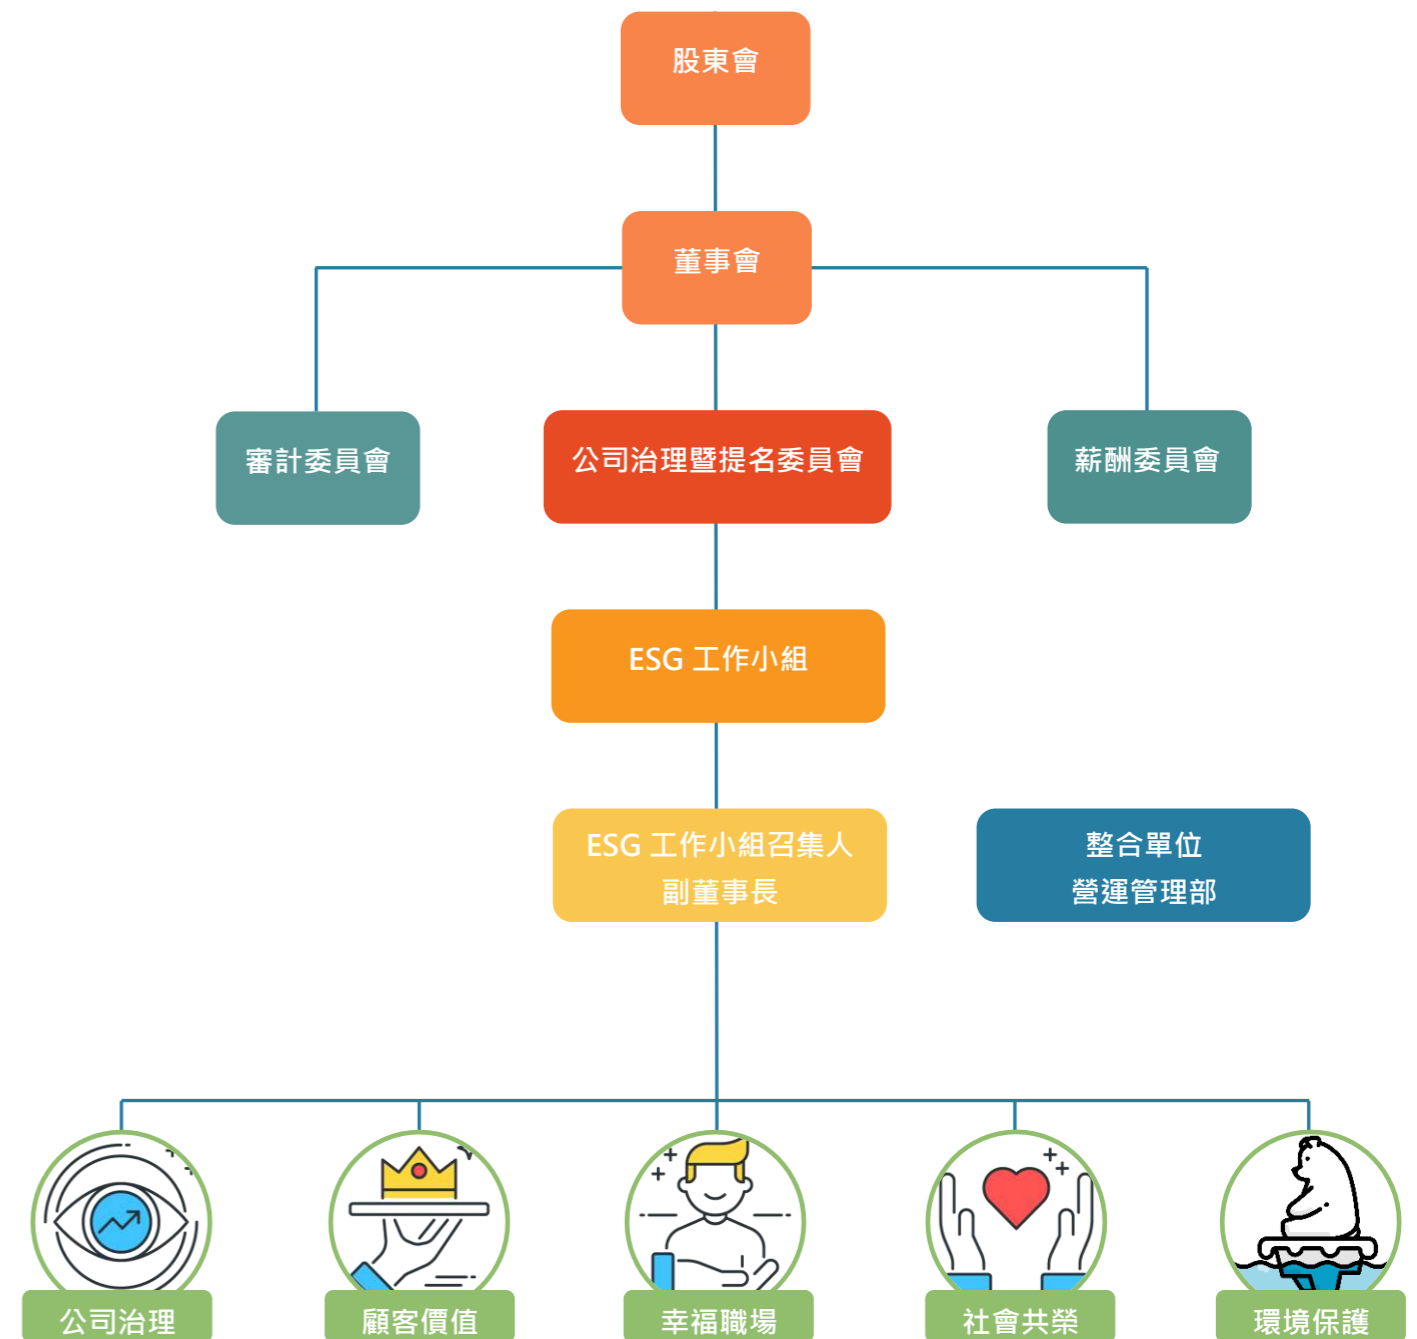 股東會
董事會
審計委員會
公司治理暨提名委員會
薪酬委員會
ESG 工作小組
ESG 工作小組召集人
副董事長
整合單位
營運管理部
公司治理
顧客價值
幸福職場
社會共榮
環境保護